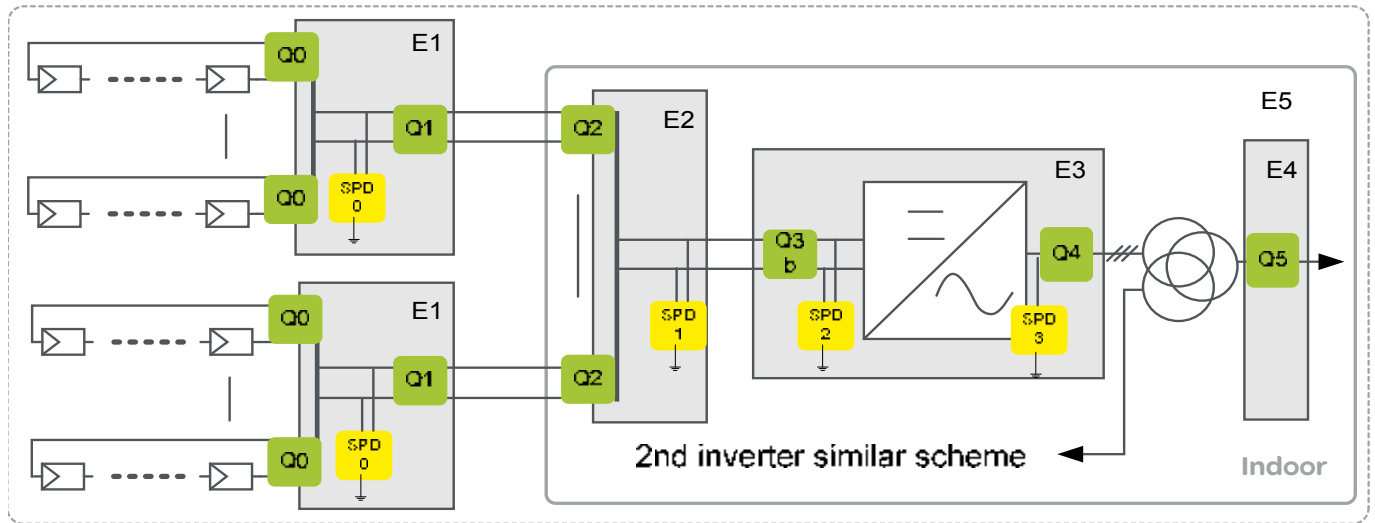 Q0
E1
Q1
SPD
0
Q0
Q0
E1
Q1
SPD
0
Q0
Q2
E2
SPD
1
Q2
E3
Q3
b
SPD
2
Q4
SPD
3
E5
E4
Q5
2nd inverter similar scheme
Indoor